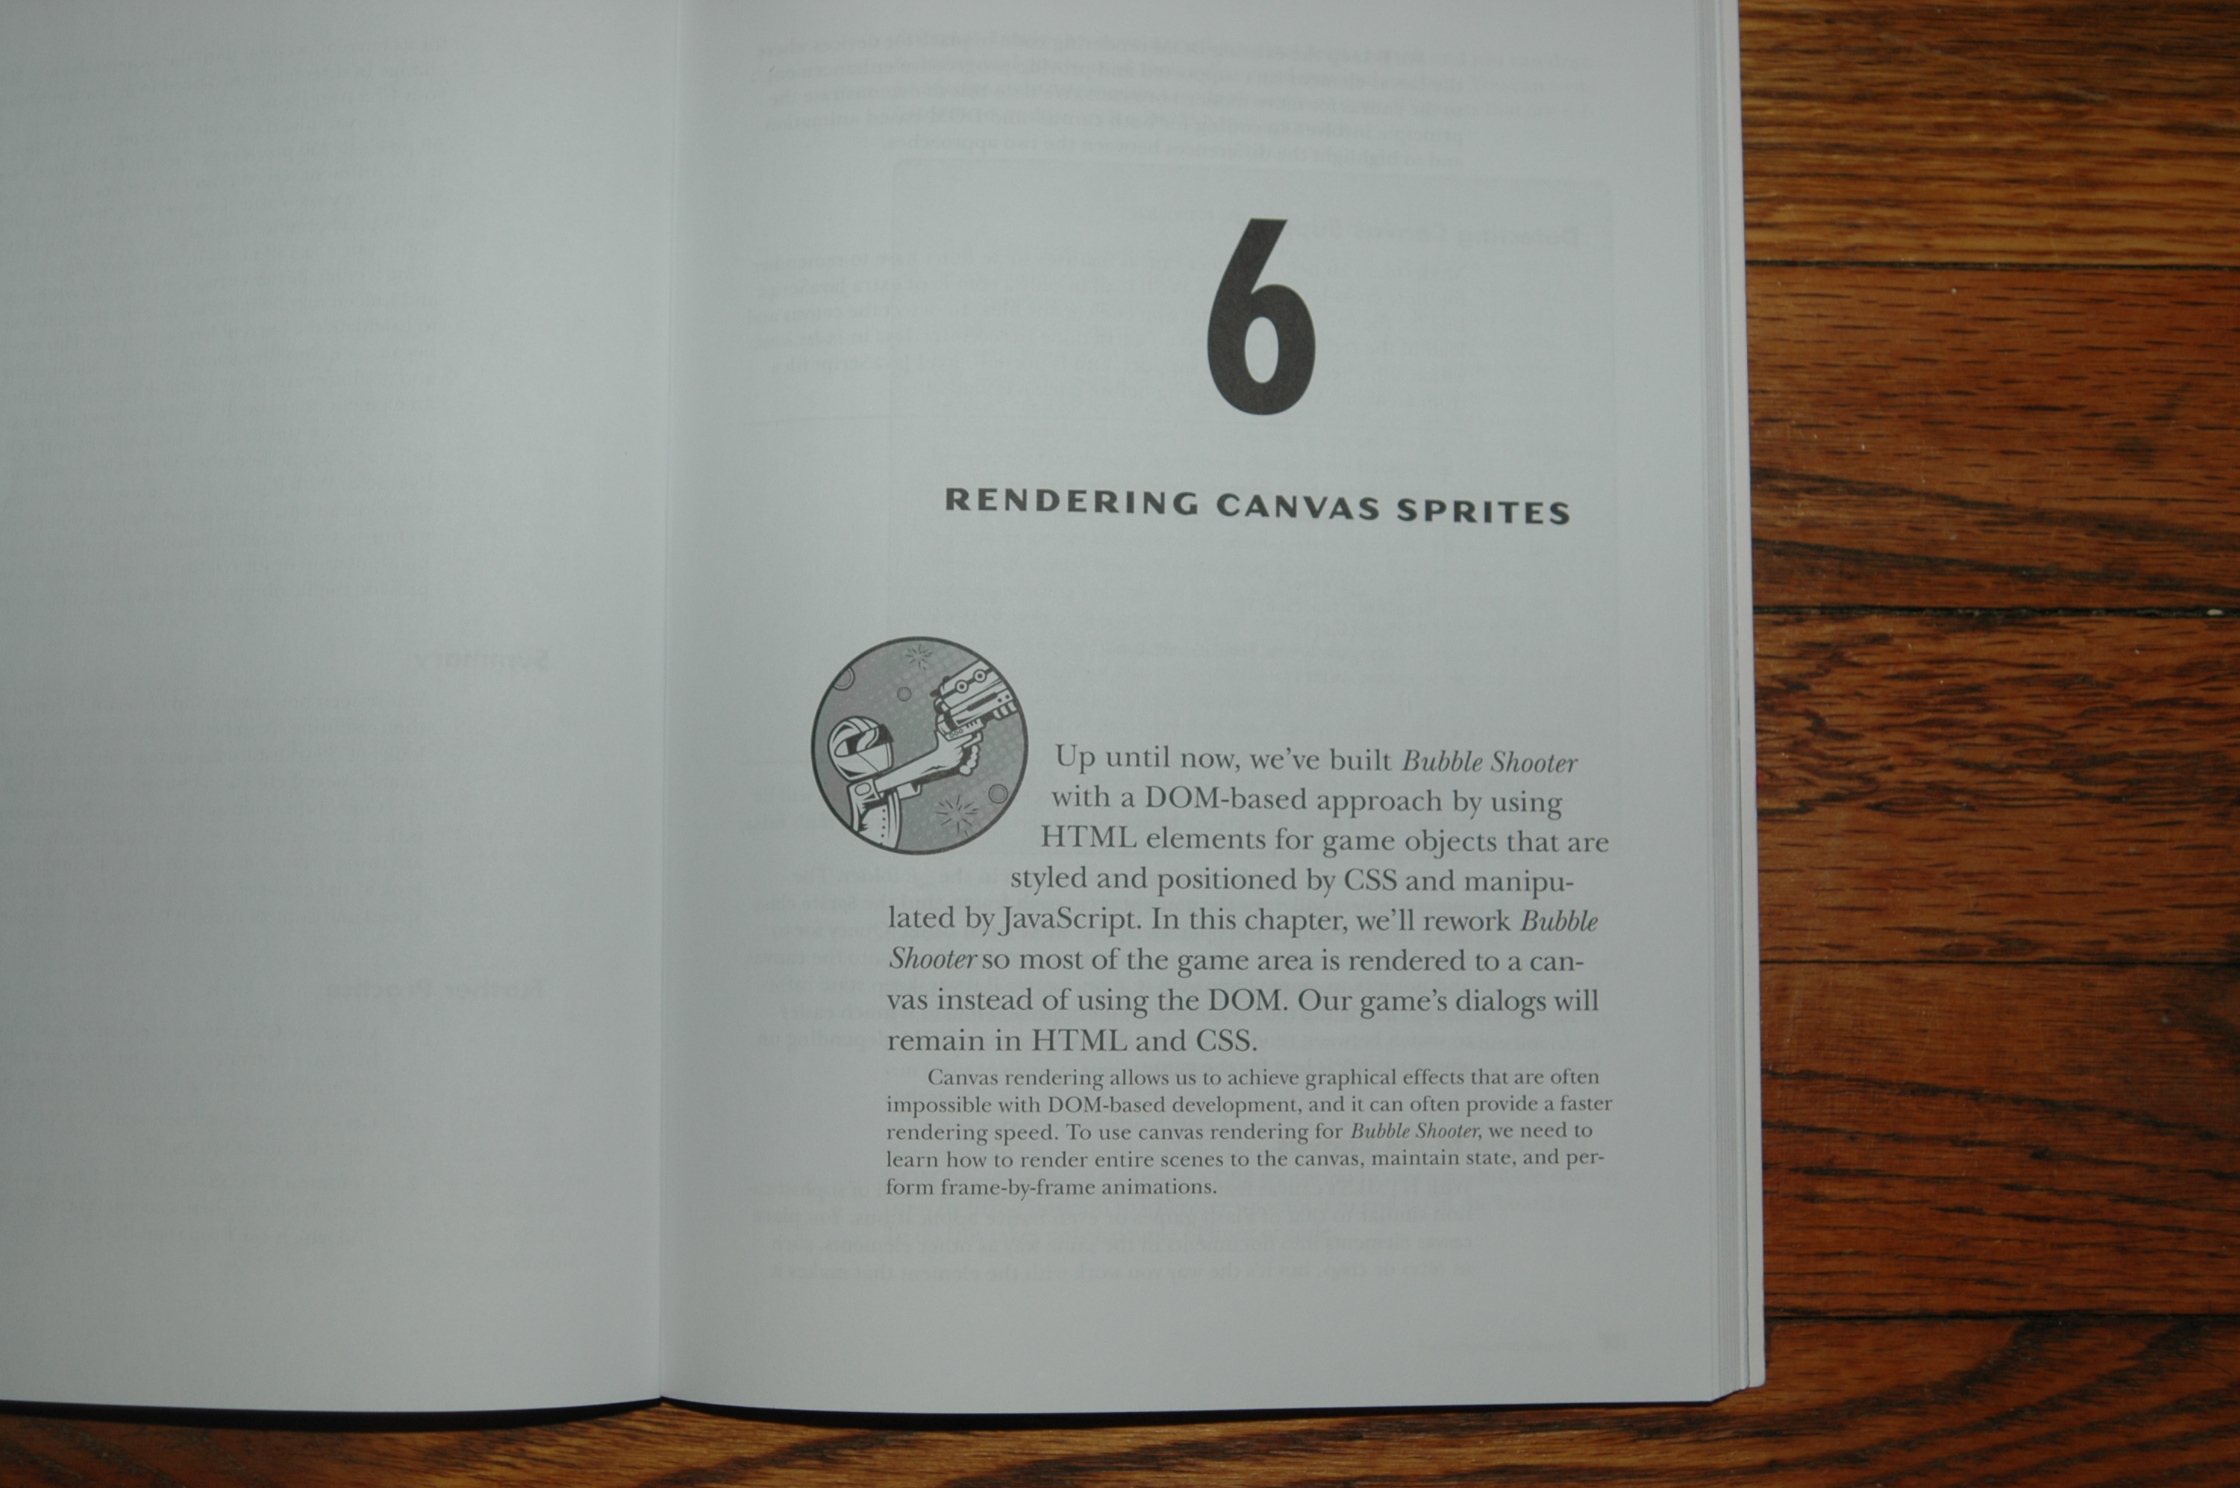 6
RENDERING CANVAS SPRITES
Up until now, we've built Bubble Shooter
with a DOM-based approach by using
HTML elements for game objects that are
styled and positioned by CSS and manipu-
lated by JavaScript. In this chapter, we'll rework Bubble
Shooter so most of the game area is rendered to a can-
vas instead of using the DOM. Our game's dialogs will
remain in HTML and CSS.
Canvas rendering allows us to achieve graphical effects that are often
impossible with DOM-based development, and it can often provide a faster
rendering speed. To use canvas rendering for Bubble Shooter, we need to
learn how to render entire scenes to the canvas, maintain state, and per-
form frame-by-frame animations.